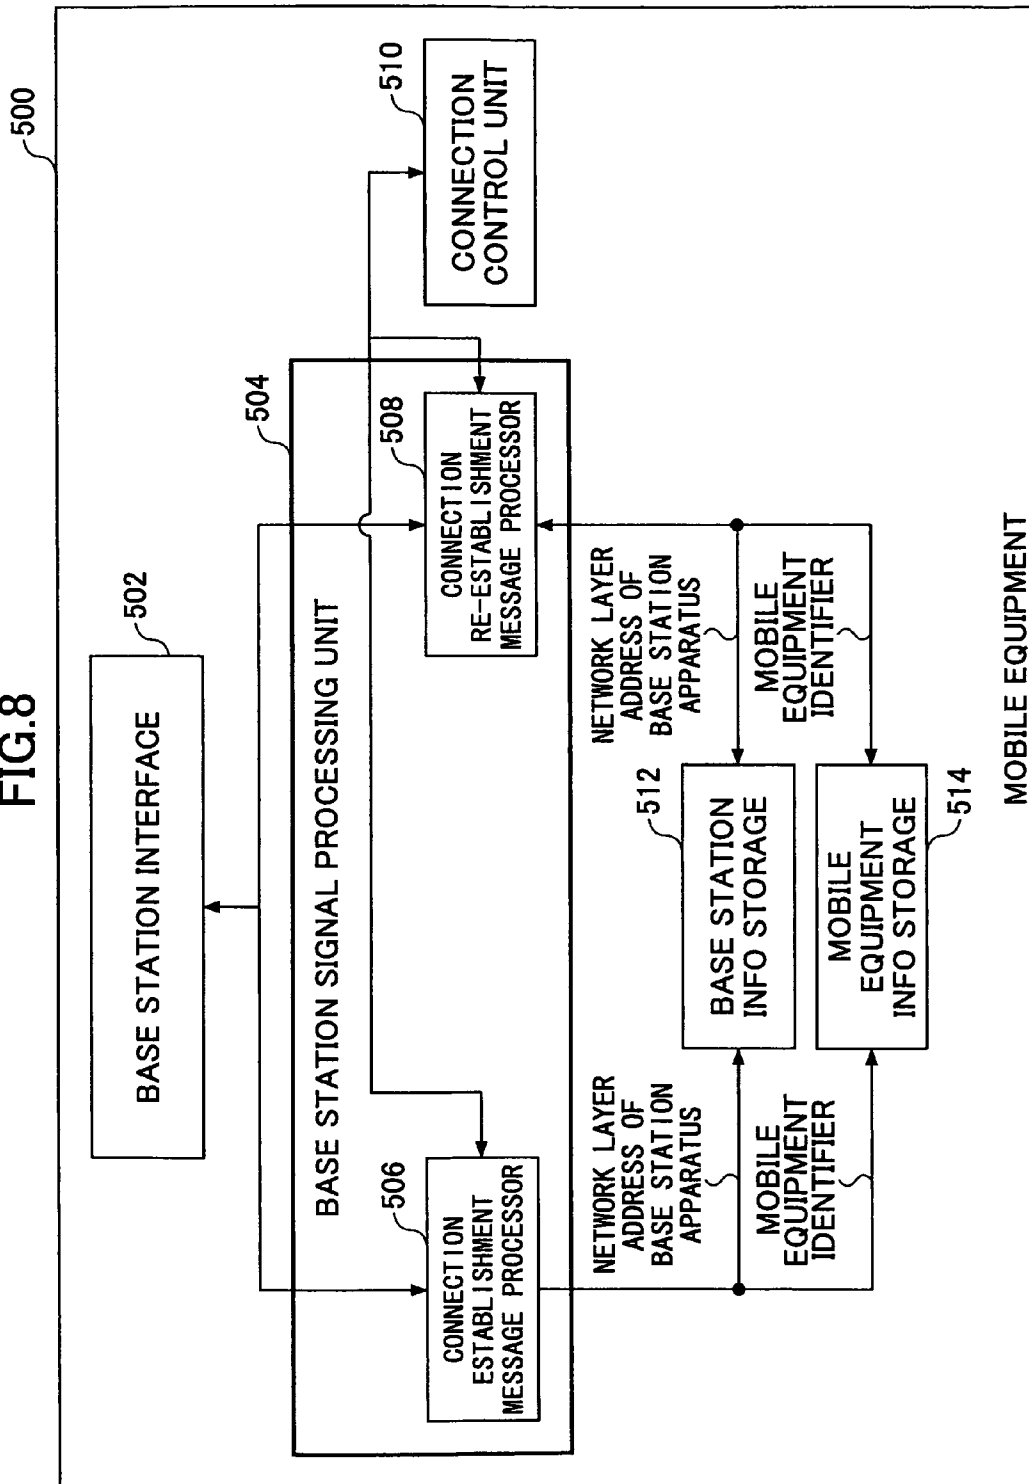 FIG.8
500
502
BASE STATION INTERFACE
504
BASE STATION SIGNAL PROCESSING UNIT
506
CONNECTION
ESTABLISHMENT
MESSAGE PROCESSOR
508
CONNECTION
RE-ESTABLISHMENT
MESSAGE PROCESSOR
510
CONNECTION
CONTROL UNIT
NETWORK LAYER
ADDRESS OF
BASE STATION
APPARATUS
MOBILE
EQUIPMENT
IDENTIFIER
512
BASE STATION
INFO STORAGE
MOBILE
EQUIPMENT
INFO STORAGE
514
NETWORK LAYER
ADDRESS OF
BASE STATION
APPARATUS
MOBILE
EQUIPMENT
IDENTIFIER
MOBILE EQUIPMENT